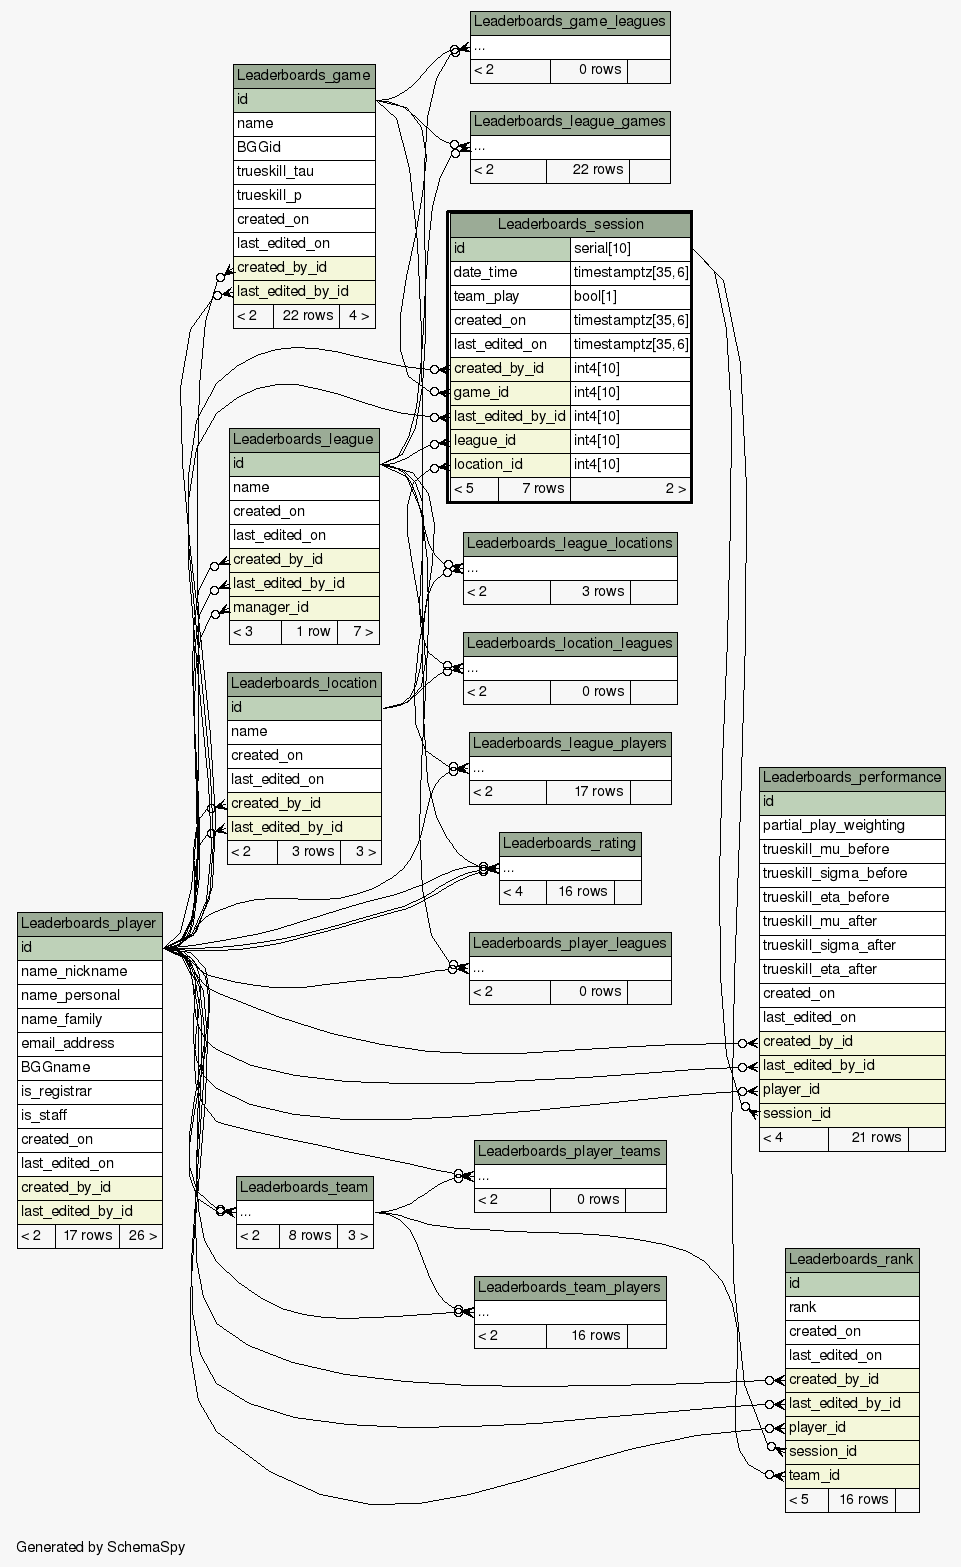 Leaderboards_game_leagues
...
< 2 0 rows
Leaderboards_game
id
name
BGGid
trueskill_tau
trueskill_p
created_on
last_edited_on
created_by_id
last_edited_by_id
< 2 22 rows 4 >
Leaderboards_league_games
...
< 2 22 rows
Leaderboards_session
id serial[10]
date_time timestamptz[35,6]
team_play bool[1]
created_on timestamptz[35,6]
last_edited_on timestamptz[35,6]
created_by_id int4[10]
game_id int4[10]
last_edited_by_id int4[10]
league_id int4[10]
location_id int4[10]
< 5 7 rows 2 >
Leaderboards_league
id
name
created_on
last_edited_on
created_by_id
last_edited_by_id
manager_id
< 3 1 row 7 >
Leaderboards_league_locations
...
< 2 3 rows
Leaderboards_location_leagues
...
< 2 0 rows
Leaderboards_location
id
name
created_on
last_edited_on
created_by_id
last_edited_by_id
< 2 3 rows 3 >
Leaderboards_league_players
...
< 2 17 rows
Leaderboards_performance
id
partial_play_weighting
trueskill_mu_before
trueskill_sigma_before
trueskill_eta_before
trueskill_mu_after
trueskill_sigma_after
trueskill_eta_after
created_on
last_edited_on
created_by_id
last_edited_by_id
player_id
session_id
< 4 21 rows
Leaderboards_rating
...
< 4 16 rows
Leaderboards_player
id
name_nickname
name_personal
name_family
email_address
BGGname
is_registrar
is_staff
created_on
last_edited_on
created_by_id
last_edited_by_id
< 2 17 rows 26 >
Leaderboards_player_leagues
...
< 2 0 rows
Leaderboards_player_teams
...
< 2 0 rows
Leaderboards_team
...
< 2 8 rows 3 >
Leaderboards_team_players
...
< 2 16 rows
Leaderboards_rank
id
rank
created_on
last_edited_on
created_by_id
last_edited_by_id
player_id
session_id
team_id
< 5 16 rows
Generated by SchemaSpy